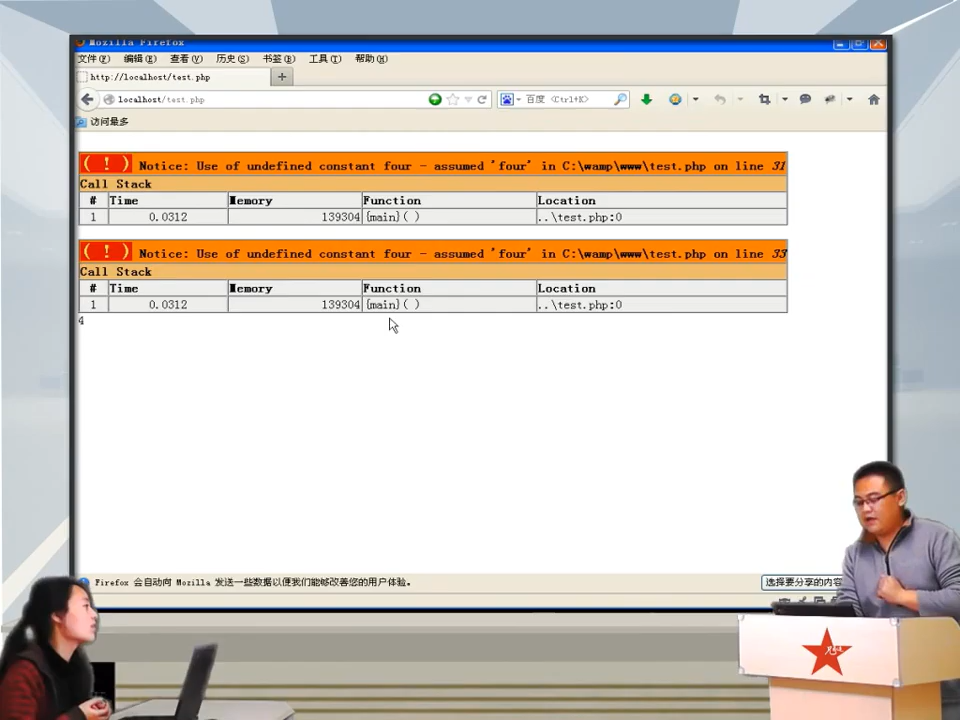 Mozilla Firefox
文件(F) 编辑(E) 查看(V) 历史(S) 书签(B) 工具(T) 帮助(H)
http://localhost/test.php +
localhost/test.php 百度 <Ctrl+K>
访问最多
( ! ) Notice: Use of undefined constant four - assumed 'four' in C:\wamp\www\test.php on line 31
Call Stack
# Time Memory Function Location
1 0.0312 139304 {main}( ) ..\test.php:0
( ! ) Notice: Use of undefined constant four - assumed 'four' in C:\wamp\www\test.php on line 33
Call Stack
# Time Memory Function Location
1 0.0312 139304 {main}( ) ..\test.php:0
4
Firefox 会自动向 Mozilla 发送一些数据以便我们能够改善您的用户体验。 选择要分享的内容